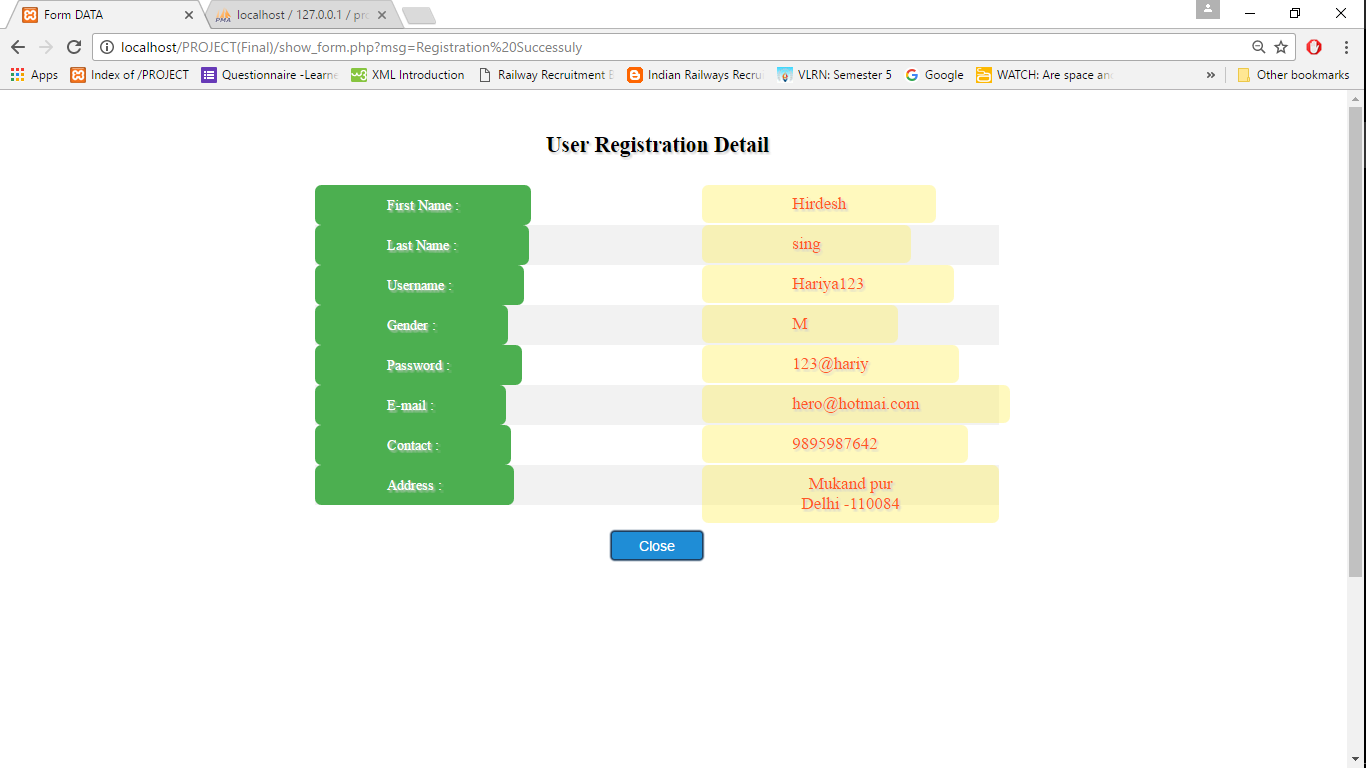 Form DATA
localhost / 127.0.0.1 / pr
localhost/PROJECT(Final)/show_form.php?msg=Registration%20Successuly
Apps Index of /PROJECT Questionnaire -Learne XML Introduction Railway Recruitment Indian Railways Recru VLRN: Semester 5 Google WATCH: Are space an » Other bookmarks
User Registration Detail
First Name : Hirdesh
Last Name : sing
Username : Hariya123
Gender : M
Password : 123@hariy
E-mail : hero@hotmai.com
Contact : 9895987642
Address : Mukand pur
Delhi -110084
Close